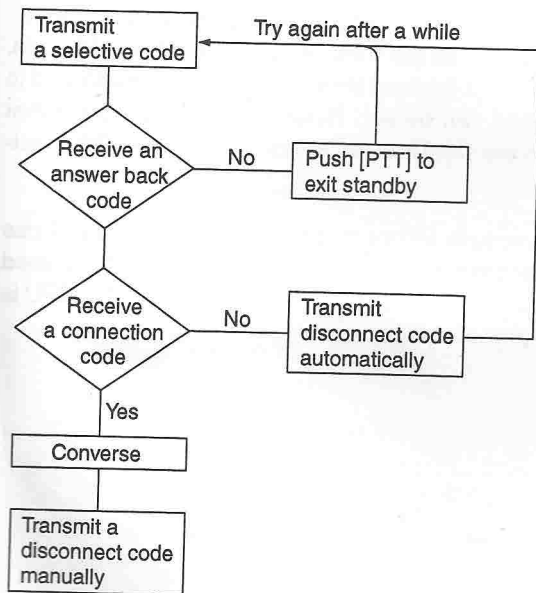 Transmit
a selective code
Try again after a while
Receive an
answer back
code
No
Push [PTT] to
exit standby
Receive
a connection
code
No
Transmit
disconnect code
automatically
Yes
Converse
Transmit a
disconnect code
manually